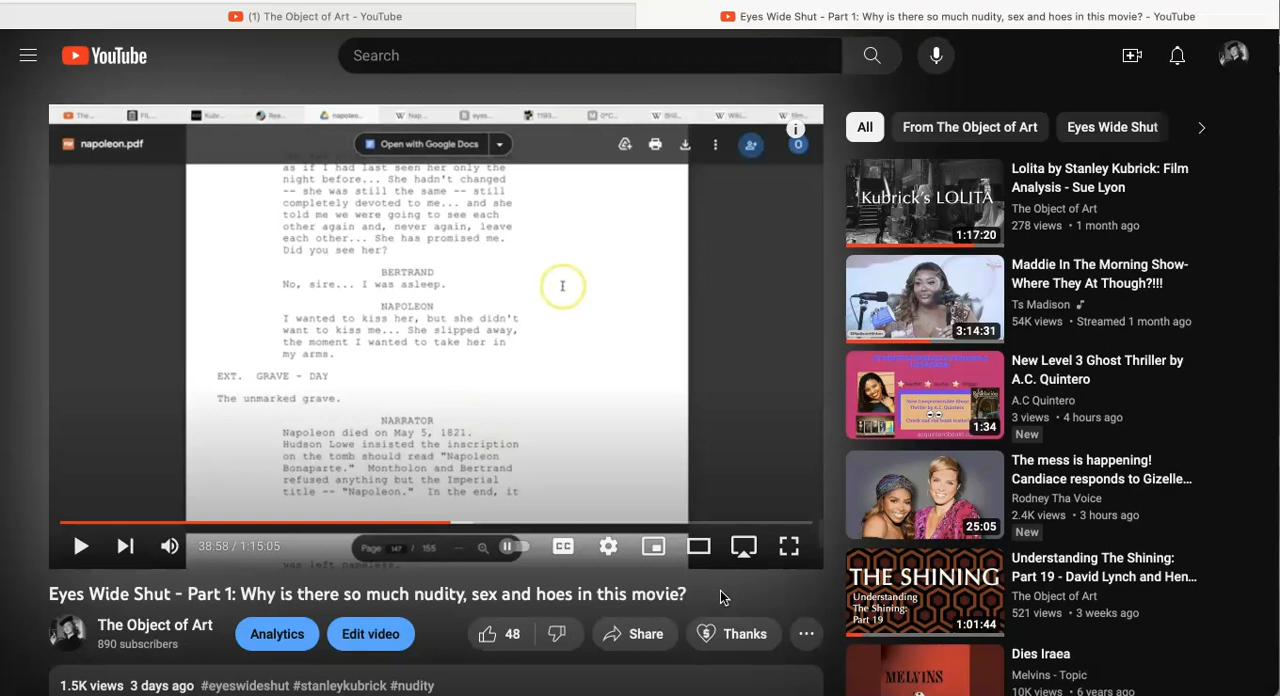 (1) The Object of Art - YouTube
Eyes Wide Shut - Part 1: Why is there so much nudity, sex and hoes in this movie? - YouTube
YouTube
Search
napoleon.pdf
Open with Google Docs
as if I had last seen her only the
night before... She hadn't changed
-- she was still the same -- still
completely devoted to me... and she
told me we were going to see each
other again and, never again, leave
each other... She has promised me.
Did you see her?
BERTRAND
No, sire... I was asleep.
NAPOLEON
I wanted to kiss her, but she didn't
want to kiss me... She slipped away,
the moment I wanted to take her in
my arms.
EXT. GRAVE - DAY
The unmarked grave.
NARRATOR
Napoleon died on May 5, 1821.
Hudson Lowe insisted the inscription
on the tomb should read "Napoleon
Bonaparte." Montholon and Bertrand
refused anything but the Imperial
title -- "Napoleon." In the end, it
was left nameless.
Page 147 / 155
38:58 / 1:15:05
CC
Eyes Wide Shut - Part 1: Why is there so much nudity, sex and hoes in this movie?
The Object of Art
890 subscribers
Analytics
Edit video
48
Share
Thanks
1.5K views 3 days ago #eyeswideshut #stanleykubrick #nudity
All
From The Object of Art
Eyes Wide Shut
Kubrick's LOLITA
1:17:20
Lolita by Stanley Kubrick: Film
Analysis - Sue Lyon
The Object of Art
278 views • 1 month ago
3:14:31
Maddie In The Morning Show-
Where They At Though?!!!
Ts Madison
54K views • Streamed 1 month ago
1:34
New Level 3 Ghost Thriller by
A.C. Quintero
A.C Quintero
3 views • 4 hours ago
New
25:05
The mess is happening!
Candiace responds to Gizelle...
Rodney Tha Voice
2.4K views • 3 hours ago
New
THE SHINING
Understanding
The Shining:
Part 19
1:01:44
Understanding The Shining:
Part 19 - David Lynch and Hen...
The Object of Art
521 views • 3 weeks ago
MELVINS
Dies Iraea
Melvins - Topic
10K views • 6 years ago